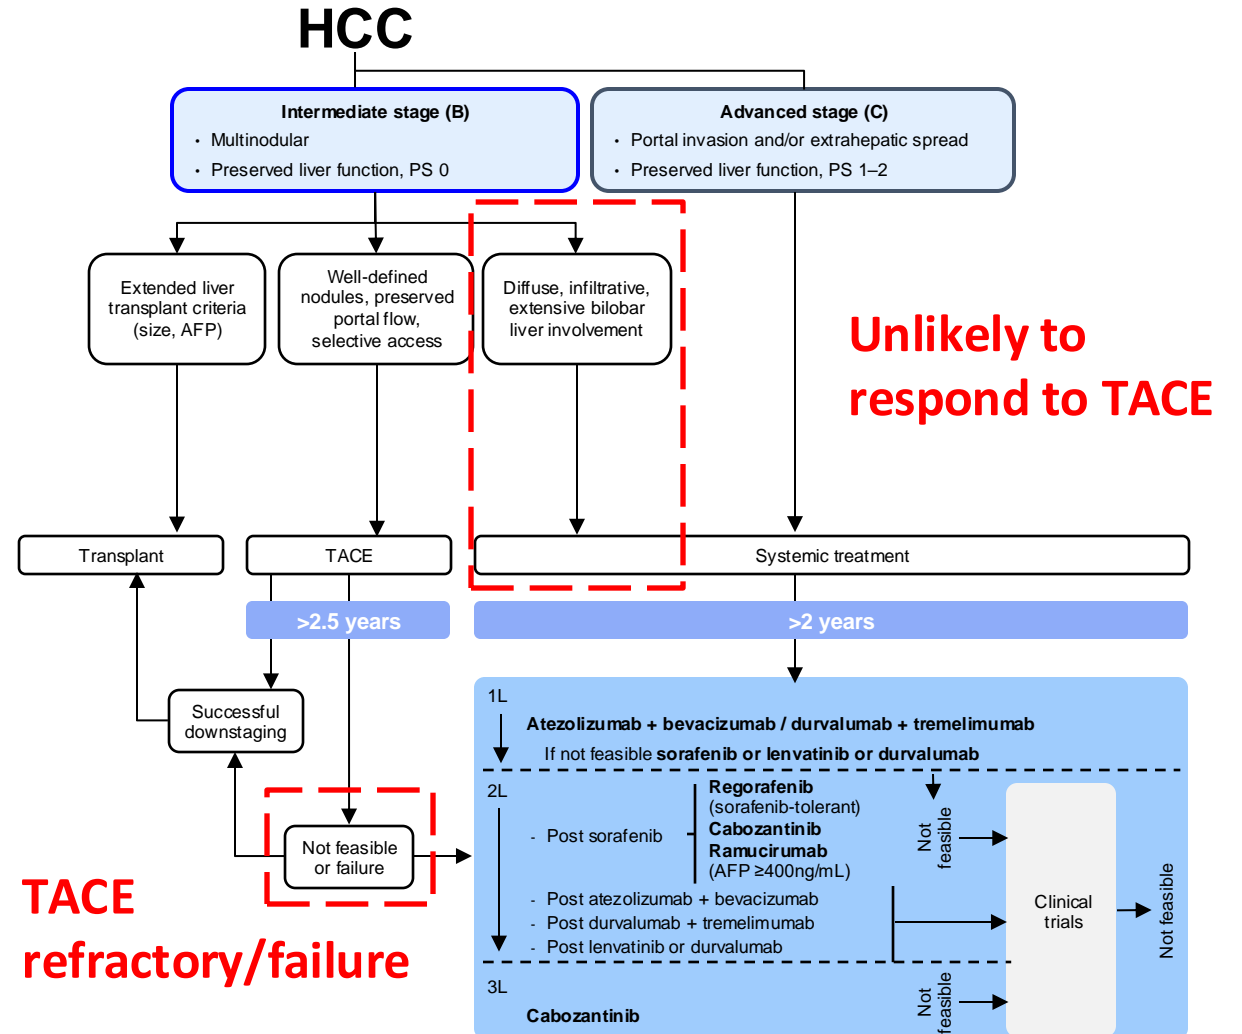 HCC
Intermediate stage (B)
• Multinodular
• Preserved liver function, PS 0
Advanced stage (C)
• Portal invasion and/or extrahepatic spread
• Preserved liver function, PS 1–2
Extended liver
transplant criteria
(size, AFP)
Well-defined
nodules, preserved
portal flow,
selective access
Diffuse, infiltrative,
extensive bilobar
liver involvement
Unlikely to
respond to TACE
Transplant
TACE
Systemic treatment
>2.5 years
>2 years
Successful
downstaging
Not feasible
or failure
TACE
refractory/failure
1L
Atezolizumab + bevacizumab / durvalumab + tremelimumab
If not feasible sorafenib or lenvatinib or durvalumab
2L
- Post sorafenib
Regorafenib
(sorafenib-tolerant)
Cabozantinib
Ramucirumab
(AFP ≥400ng/mL)
Not
feasible
- Post atezolizumab + bevacizumab
- Post durvalumab + tremelimumab
- Post lenvatinib or durvalumab
Clinical
trials
Not feasible
3L
Cabozantinib
Not
feasible